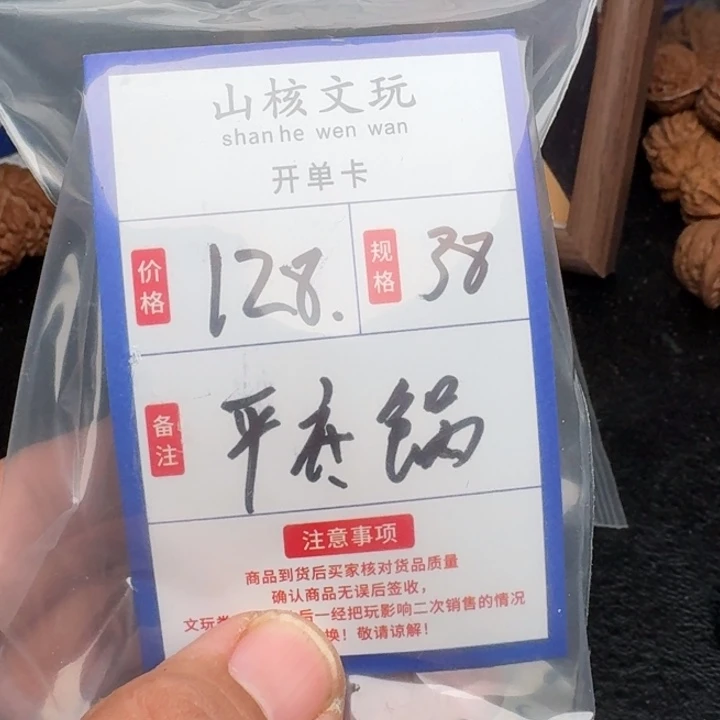 山核文玩
shan he wen wan
开单卡
价格 128. 规格 38
备注 平底锅
注意事项
商品到货后买家核对货品质量
确认商品无误后签收，
文玩 后一经把玩影响二次销售的情况
换！敬请谅解！